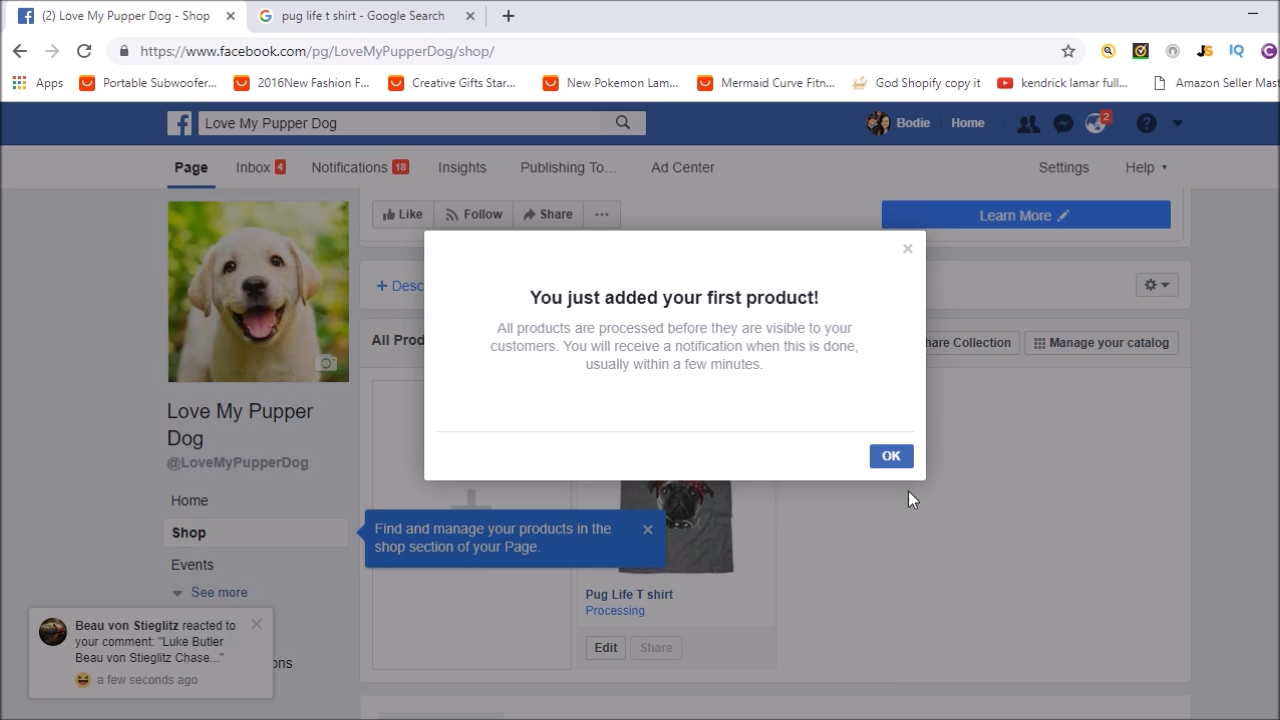 (2) Love My Pupper Dog - Shop
pug life t shirt - Google Search
https://www.facebook.com/pg/LoveMyPupperDog/shop/
Apps
Portable Subwoofer...
2016New Fashion F...
Creative Gifts Star...
New Pokemon Lam...
Mermaid Curve Fitn...
God Shopify copy it
kendrick lamar full...
Amazon Seller Mas
Love My Pupper Dog
Bodie
Home
2
Page
Inbox 4
Notifications 18
Insights
Publishing To...
Ad Center
Settings
Help
Like
Follow
Share
...
Learn More
+ Desc
All Prod
hare Collection
Manage your catalog
You just added your first product!
All products are processed before they are visible to your
customers. You will receive a notification when this is done,
usually within a few minutes.
OK
Love My Pupper
Dog
@LoveMyPupperDog
Home
Shop
Events
See more
ons
Find and manage your products in the
shop section of your Page.
Pug Life T shirt
Processing
Edit
Share
Beau von Stieglitz reacted to
your comment: "Luke Butler
Beau von Stieglitz Chase..."
a few seconds ago